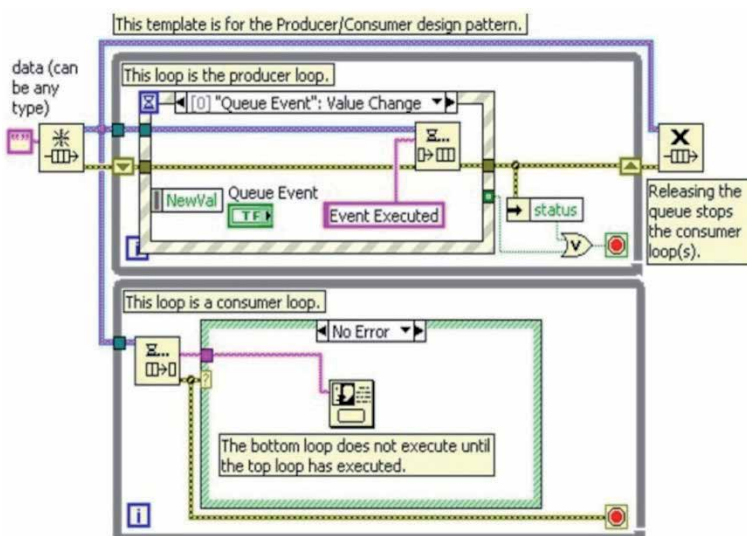 This template is for the Producer/Consumer design pattern.
data (can
be any
type)
This loop is the producer loop.
[0] "Queue Event": Value Change
NewVal
Queue Event
TF
Event Executed
status
Releasing the
queue stops
the consumer
loop(s).
i
This loop is a consumer loop.
No Error
?
The bottom loop does not execute until
the top loop has executed.
i